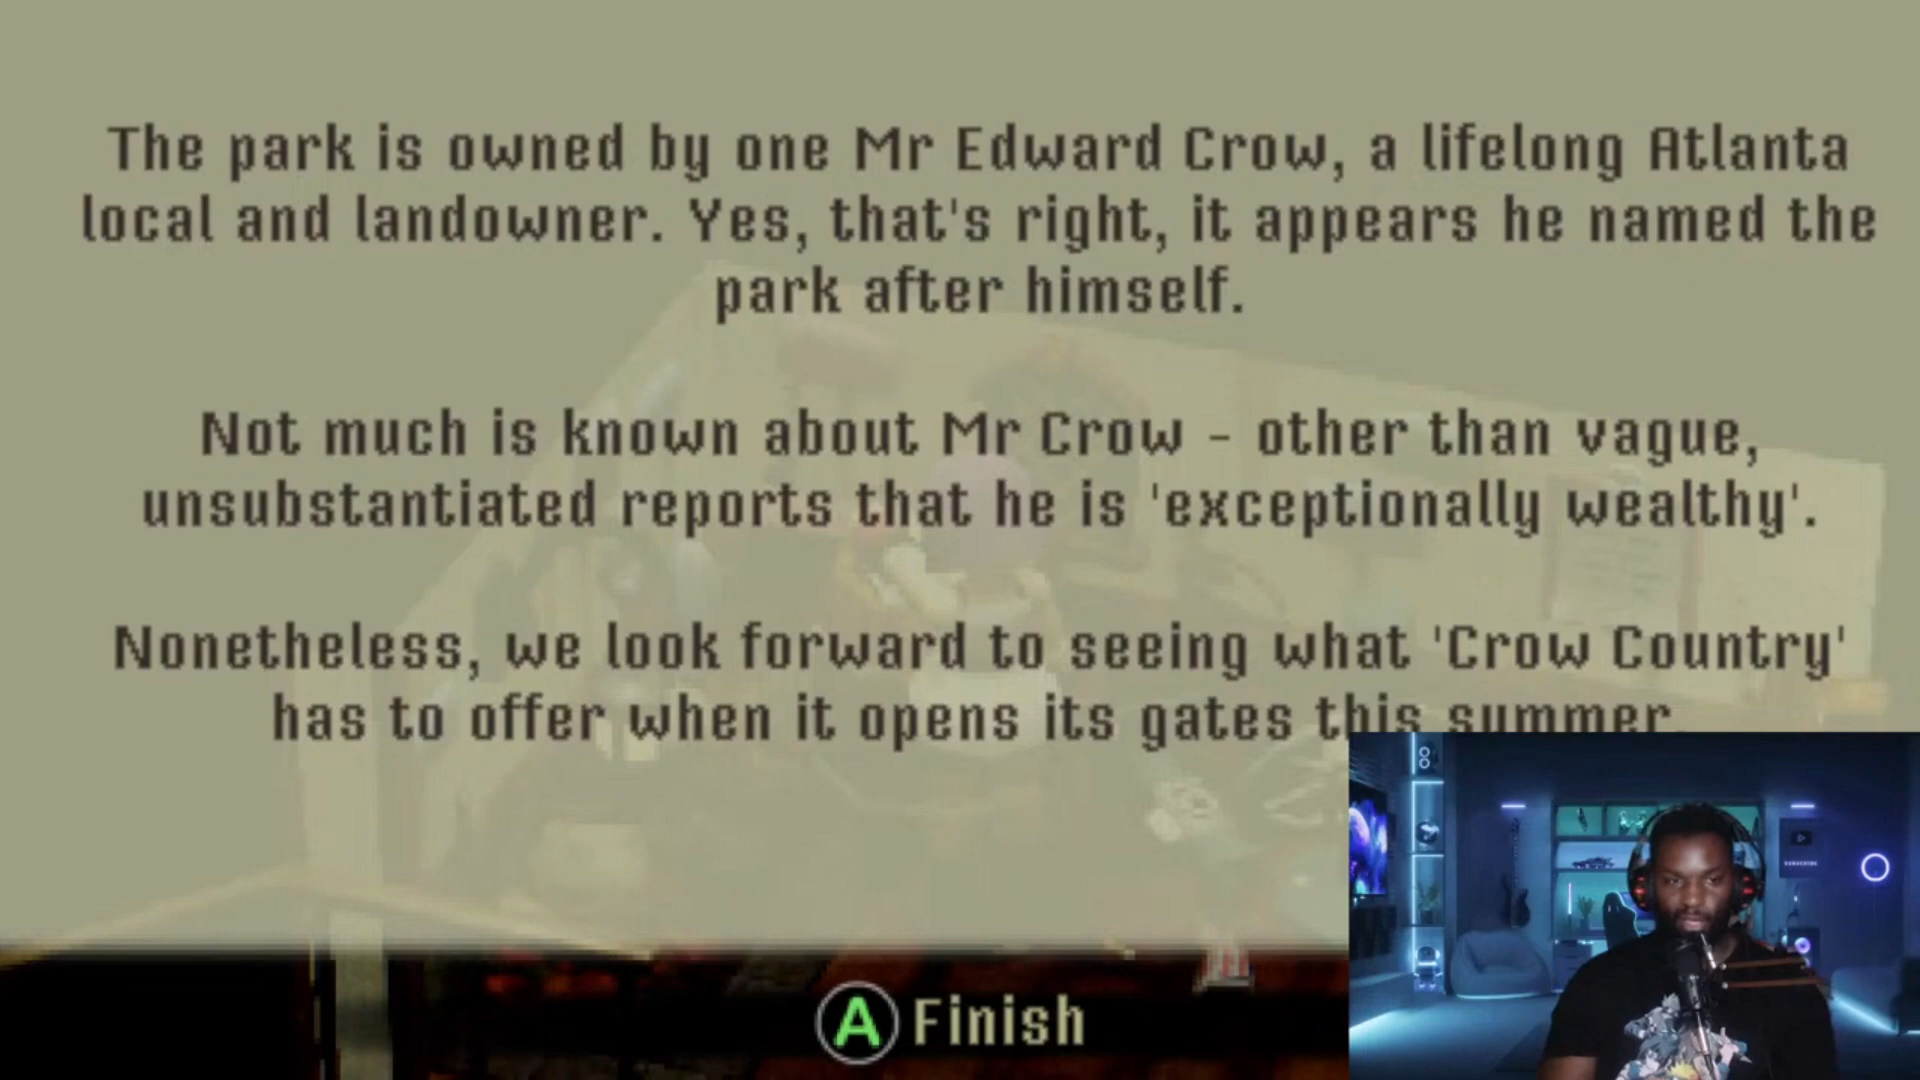 The park is owned by one Mr Edward Crow, a lifelong Atlanta
local and landowner. Yes, that's right, it appears he named the
park after himself.
Not much is known about Mr Crow - other than vague,
unsubstantiated reports that he is 'exceptionally wealthy'.
Nonetheless, we look forward to seeing what 'Crow Country'
has to offer when it opens its gates this summer.
A Finish
SUBSCRIBE